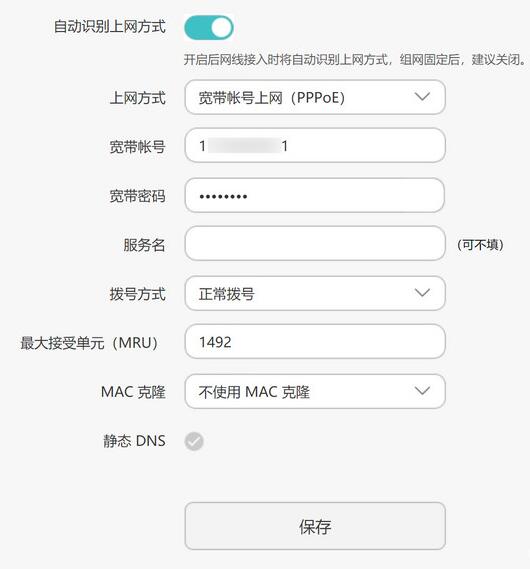 自动识别上网方式
开启后网线接入时将自动识别上网方式，组网固定后，建议关闭。
上网方式 宽带帐号上网（PPPoE）
宽带帐号 1 1
宽带密码 ••••••••
服务名 （可不填）
拨号方式 正常拨号
最大接受单元（MRU） 1492
MAC 克隆 不使用 MAC 克隆
静态 DNS
保存